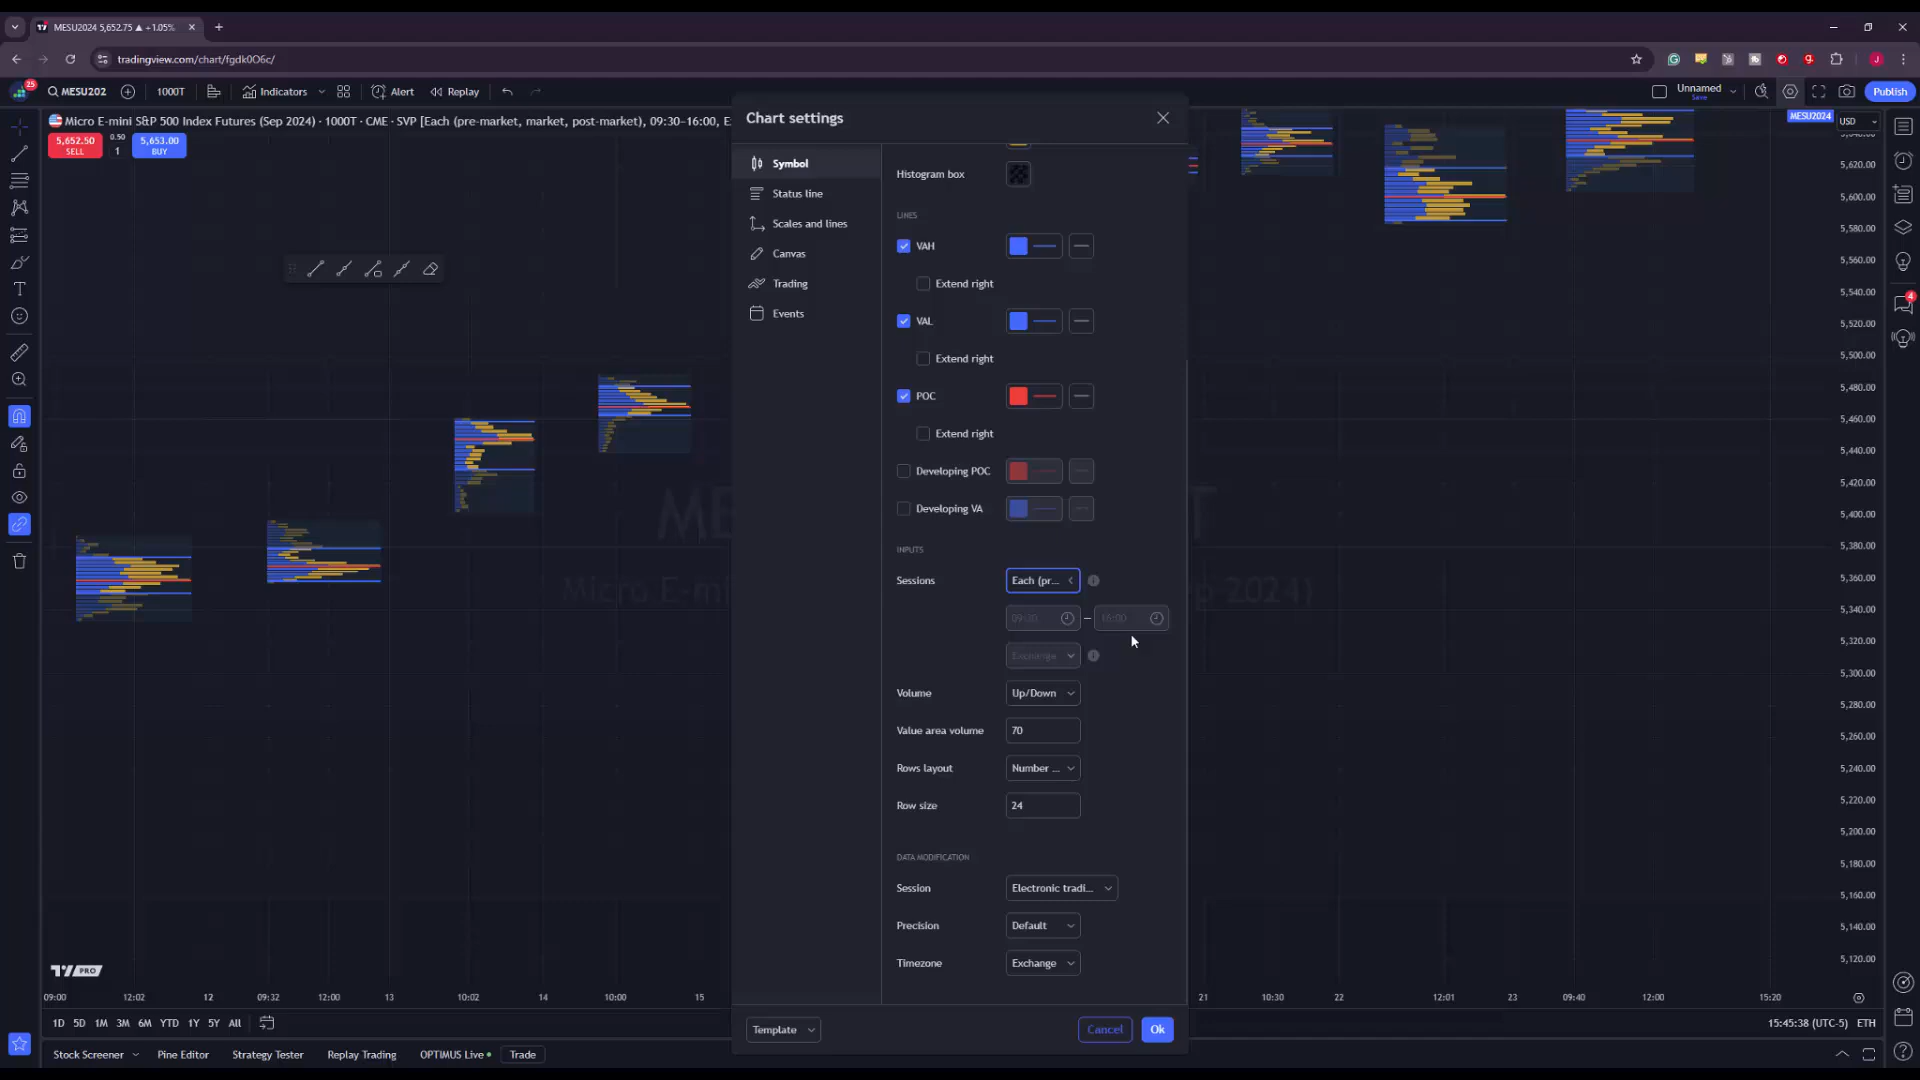 MESU2024 5,652.75 ▲ +1.05%
tradingview.com/chart/fgdk0O6c/
25
MESU202
1000T
Indicators
Alert
Replay
Unnamed
Save
Publish
Micro E-mini S&P 500 Index Futures (Sep 2024) · 1000T · CME · SVP [Each (pre-market, market, post-market), 09:30–16:00, E
5,652.50
SELL
0.50
1
5,653.00
BUY
MESU2024
USD
Chart settings
Symbol
Status line
Scales and lines
Canvas
Trading
Events
Histogram box
LINES
VAH
Extend right
VAL
Extend right
POC
Extend right
Developing POC
Developing VA
INPUTS
Sessions
Each (pr...
09:30
–
16:00
Exchange
Volume
Up/Down
Value area volume
70
Rows layout
Number ...
Row size
24
DATA MODIFICATION
Session
Electronic tradi...
Precision
Default
Timezone
Exchange
Template
Cancel
Ok
5,620.00
5,600.00
5,580.00
5,560.00
5,540.00
5,520.00
5,500.00
5,480.00
5,460.00
5,440.00
5,420.00
5,400.00
5,380.00
5,360.00
5,340.00
5,320.00
5,300.00
5,280.00
5,260.00
5,240.00
5,220.00
5,200.00
5,180.00
5,160.00
5,140.00
5,120.00
4
PRO
09:00
12:02
12
09:32
12:00
13
10:02
14
10:00
15
21
10:30
22
12:01
23
09:40
12:00
15:20
1D
5D
1M
3M
6M
YTD
1Y
5Y
All
15:45:38 (UTC-5)
ETH
Stock Screener
Pine Editor
Strategy Tester
Replay Trading
OPTIMUS Live
Trade